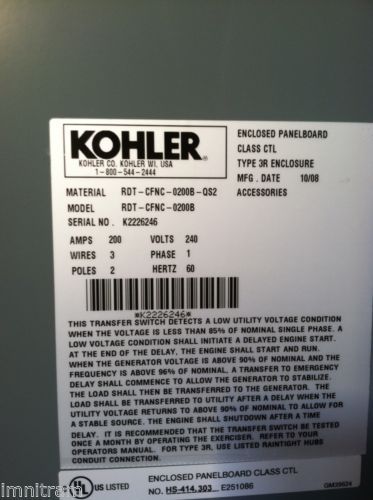 KOHLER®
KOHLER CO. KOHLER WI. USA
1-800-544-2444
ENCLOSED PANELBOARD
CLASS CTL
TYPE 3R ENCLOSURE
MFG. DATE 10/08
ACCESSORIES
MATERIAL RDT-CFNC-0200B-QS2
MODEL RDT-CFNC-0200B
SERIAL NO. K2226246
AMPS 200 VOLTS 240
WIRES 3 PHASE 1
POLES 2 HERTZ 60
*K2226246*
THIS TRANSFER SWITCH DETECTS A LOW UTILITY VOLTAGE CONDITION
WHEN THE VOLTAGE IS LESS THAN 85% OF NOMINAL SINGLE PHASE. A
LOW VOLTAGE CONDITION SHALL INITIATE A DELAYED ENGINE START.
AT THE END OF THE DELAY, THE ENGINE SHALL START AND RUN.
WHEN THE GENERATOR VOLTAGE IS ABOVE 90% OF NOMINAL AND THE
FREQUENCY IS ABOVE 96% OF NOMINAL, A TRANSFER TO EMERGENCY
DELAY SHALL COMMENCE TO ALLOW THE GENERATOR TO STABILIZE.
THE LOAD SHALL THEN BE TRANSFERRED TO THE GENERATOR. THE
LOAD SHALL BE TRANSFERRED TO UTILITY AFTER A DELAY WHEN THE
UTILITY VOLTAGE RETURNS TO ABOVE 90% OF NOMINAL TO ENSURE
A STABLE SOURCE. THE ENGINE SHALL SHUTDOWN AFTER A TIME
DELAY. IT IS RECOMMENDED THAT THE TRANSFER SWITCH BE TESTED
ONCE A MONTH BY OPERATING THE EXERCISER. REFER TO YOUR
OPERATORS MANUAL. FOR TYPE 3R, USE RAINTIGHT HUBS
CONDUIT CONNECTION.
UL US LISTED
ENCLOSED PANELBOARD CLASS CTL
NO. HS-414,303 E251086
GM39624
© imnitram